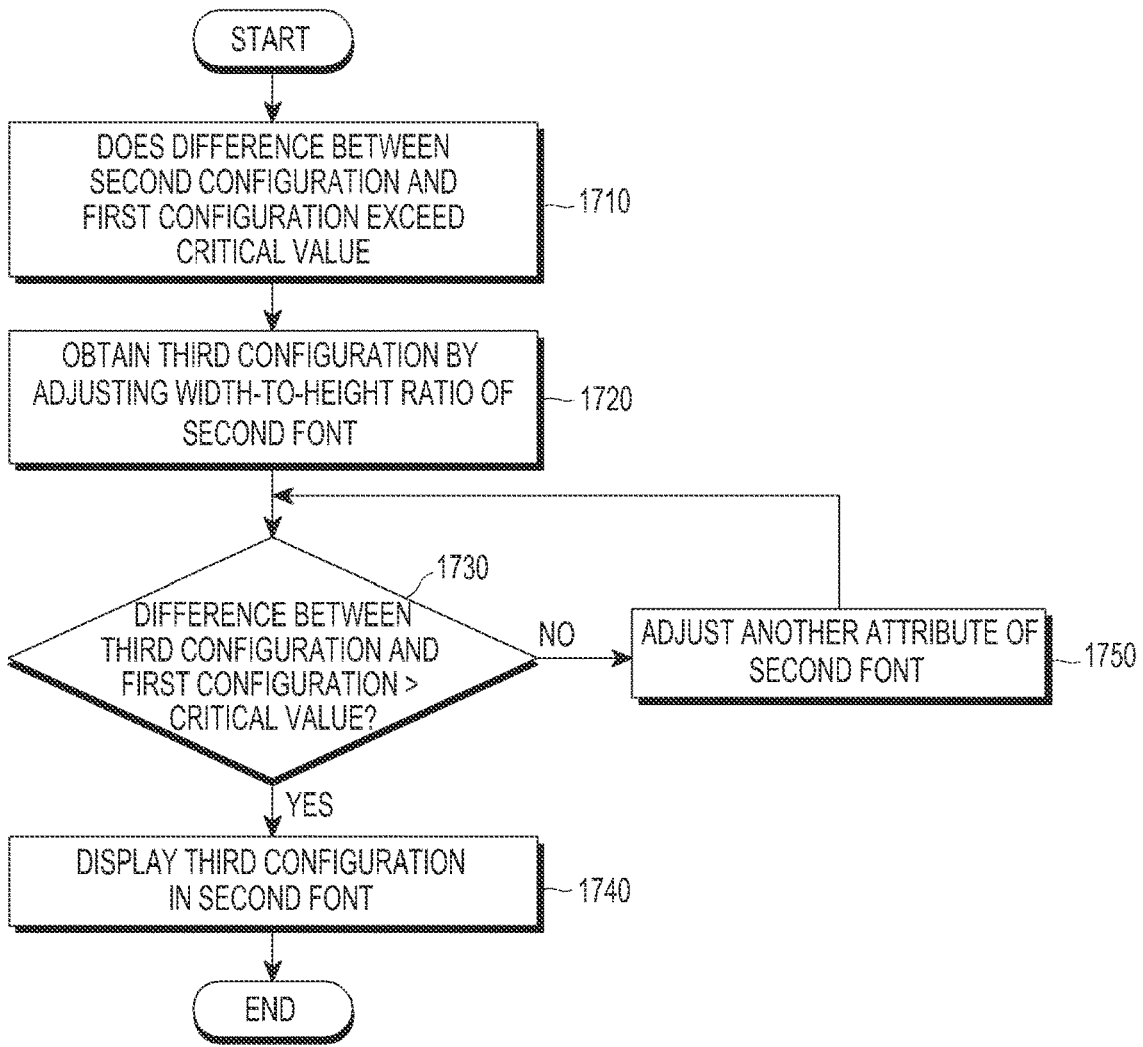 START
DOES DIFFERENCE BETWEEN
SECOND CONFIGURATION AND
FIRST CONFIGURATION EXCEED
CRITICAL VALUE
1710
OBTAIN THIRD CONFIGURATION BY
ADJUSTING WIDTH-TO-HEIGHT RATIO OF
SECOND FONT
1720
1730
DIFFERENCE BETWEEN
THIRD CONFIGURATION AND
FIRST CONFIGURATION >
CRITICAL VALUE?
NO
ADJUST ANOTHER ATTRIBUTE OF
SECOND FONT
1750
YES
DISPLAY THIRD CONFIGURATION
IN SECOND FONT
1740
END